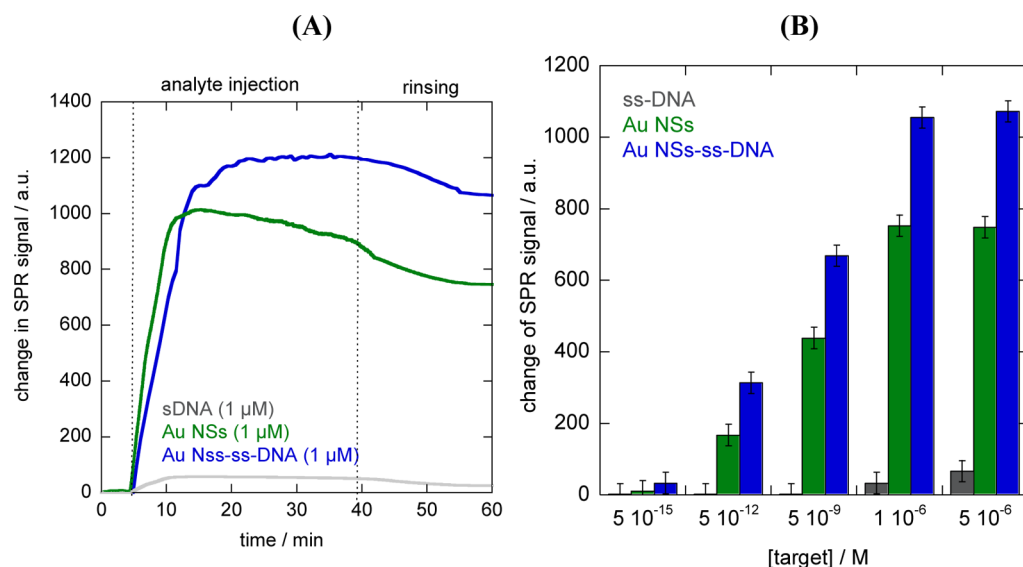 (A)
analyte injection
rinsing
change in SPR signal / a.u.
1400
1200
1000
800
600
400
200
0
sDNA (1 µM)
Au NSs (1 µM)
Au Nss-ss-DNA (1 µM)
0 10 20 30 40 50 60
time / min
(B)
change of SPR signal / a.u.
1200
1000
800
600
400
200
0
ss-DNA
Au NSs
Au NSs-ss-DNA
5 10⁻¹⁵ 5 10⁻¹² 5 10⁻⁹ 1 10⁻⁶ 5 10⁻⁶
[target] / M